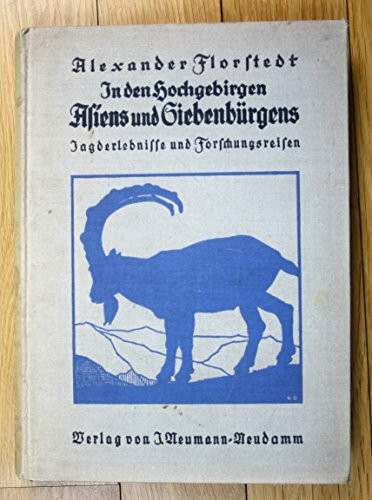 Alexander Florstedt
In den Hochgebirgen
Asiens und Siebenbürgens
Jagderlebnisse und Forschungsreisen
Verlag von J. Neumann-Neudamm